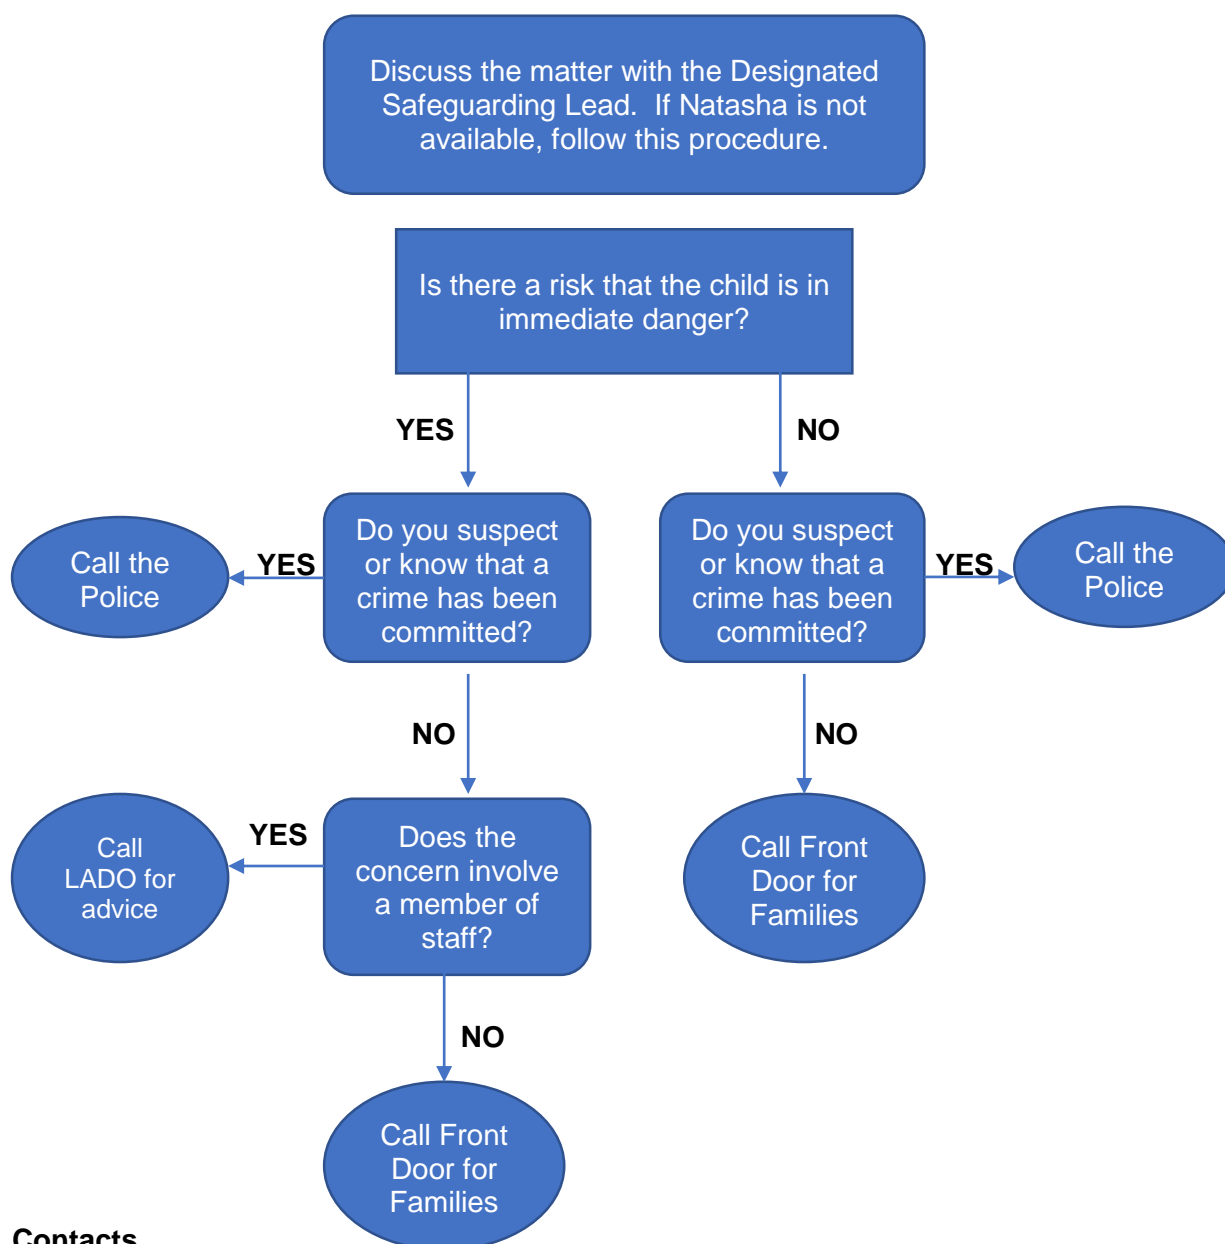 Discuss the matter with the Designated
Safeguarding Lead.  If Natasha is not
available, follow this procedure.
Is there a risk that the child is in
immediate danger?
YES
NO
Call the
Police
YES
Do you suspect
or know that a
crime has been
committed?
Do you suspect
or know that a
crime has been
committed?
YES
Call the
Police
NO
NO
Call
LADO for
advice
YES
Does the
concern involve
a member of
staff?
Call Front
Door for
Families
NO
Call Front
Door for
Families
Contacts